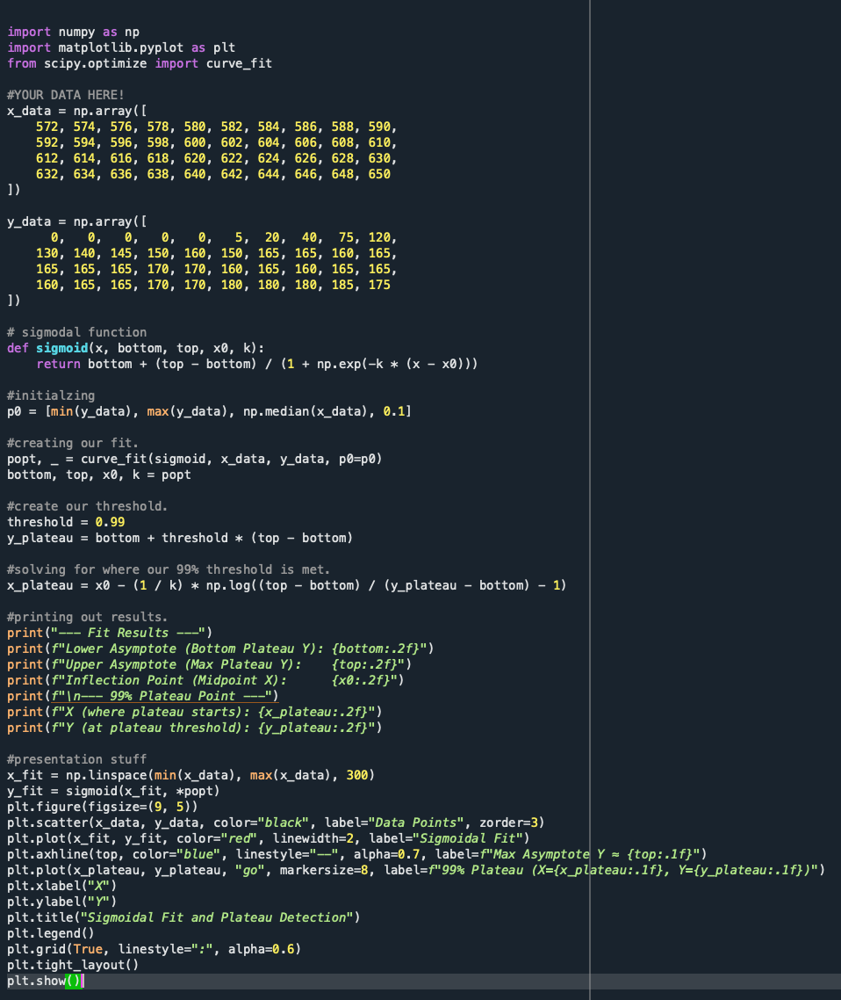 import numpy as np
import matplotlib.pyplot as plt
from scipy.optimize import curve_fit

#YOUR DATA HERE!
x_data = np.array([
    572, 574, 576, 578, 580, 582, 584, 586, 588, 590,
    592, 594, 596, 598, 600, 602, 604, 606, 608, 610,
    612, 614, 616, 618, 620, 622, 624, 626, 628, 630,
    632, 634, 636, 638, 640, 642, 644, 646, 648, 650
])

y_data = np.array([
      0,   0,   0,   0,   0,   5,  20,  40,  75, 120,
    130, 140, 145, 150, 160, 150, 165, 165, 160, 165,
    165, 165, 165, 170, 170, 160, 165, 160, 165, 165,
    160, 165, 165, 170, 170, 180, 180, 180, 185, 175
])

# sigmodal function
def sigmoid(x, bottom, top, x0, k):
    return bottom + (top - bottom) / (1 + np.exp(-k * (x - x0)))

#initialzing
p0 = [min(y_data), max(y_data), np.median(x_data), 0.1]

#creating our fit.
popt, _ = curve_fit(sigmoid, x_data, y_data, p0=p0)
bottom, top, x0, k = popt

#create our threshold.
threshold = 0.99
y_plateau = bottom + threshold * (top - bottom)

#solving for where our 99% threshold is met.
x_plateau = x0 - (1 / k) * np.log((top - bottom) / (y_plateau - bottom) - 1)

#printing out results.
print("--- Fit Results ---")
print(f"Lower Asymptote (Bottom Plateau Y): {bottom:.2f}")
print(f"Upper Asymptote (Max Plateau Y):    {top:.2f}")
print(f"Inflection Point (Midpoint X):      {x0:.2f}")
print(f"\n--- 99% Plateau Point ---")
print(f"X (where plateau starts): {x_plateau:.2f}")
print(f"Y (at plateau threshold): {y_plateau:.2f}")

#presentation stuff
x_fit = np.linspace(min(x_data), max(x_data), 300)
y_fit = sigmoid(x_fit, *popt)
plt.figure(figsize=(9, 5))
plt.scatter(x_data, y_data, color="black", label="Data Points", zorder=3)
plt.plot(x_fit, y_fit, color="red", linewidth=2, label="Sigmoidal Fit")
plt.axhline(top, color="blue", linestyle="--", alpha=0.7, label=f"Max Asymptote Y ≈ {top:.1f}")
plt.plot(x_plateau, y_plateau, "go", markersize=8, label=f"99% Plateau (X={x_plateau:.1f}, Y={y_plateau:.1f})")
plt.xlabel("X")
plt.ylabel("Y")
plt.title("Sigmoidal Fit and Plateau Detection")
plt.legend()
plt.grid(True, linestyle=":", alpha=0.6)
plt.tight_layout()
plt.show()